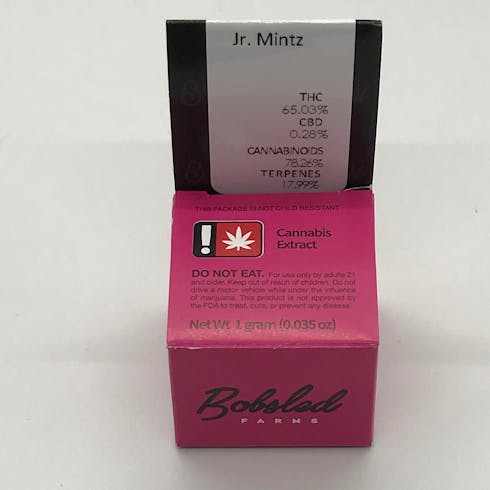 Jr. Mintz
THC
65.03%
CBD
0.28%
CANNABINOIDS
78.26%
TERPENES
17.99%
THIS PACKAGE IS NOT CHILD RESISTANT
!
Cannabis
Extract
DO NOT EAT. For use only by adults 21
and older. Keep out of reach of children. Do not
drive a motor vehicle while under the influence
of marijuana. This product is not approved by
the FDA to treat, cure, or prevent any disease.
Net Wt. 1 gram (0.035 oz)
Bobsled
FARMS